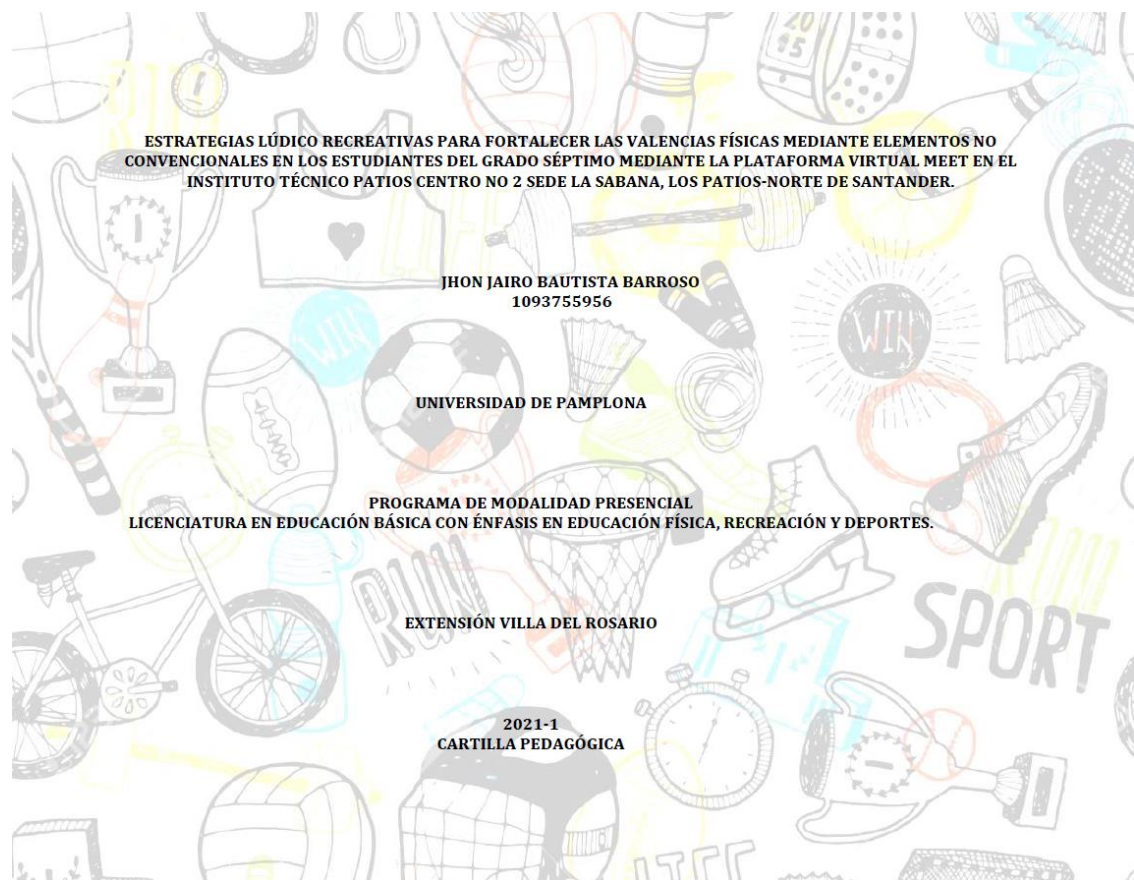 ESTRATEGIAS LÚDICO RECREATIVAS PARA FORTALECER LAS VALENCIAS FÍSICAS MEDIANTE ELEMENTOS NO
CONVENCIONALES EN LOS ESTUDIANTES DEL GRADO SÉPTIMO MEDIANTE LA PLATAFORMA VIRTUAL MEET EN EL
INSTITUTO TÉCNICO PATIOS CENTRO NO 2 SEDE LA SABANA, LOS PATIOS-NORTE DE SANTANDER.
JHON JAIRO BAUTISTA BARROSO
1093755956
WIN
WIN
UNIVERSIDAD DE PAMPLONA
PROGRAMA DE MODALIDAD PRESENCIAL
LICENCIATURA EN EDUCACIÓN BÁSICA CON ÉNFASIS EN EDUCACIÓN FÍSICA, RECREACIÓN Y DEPORTES.
RUN
RUN
SPORT
EXTENSIÓN VILLA DEL ROSARIO
2021-1
CARTILLA PEDAGÓGICA